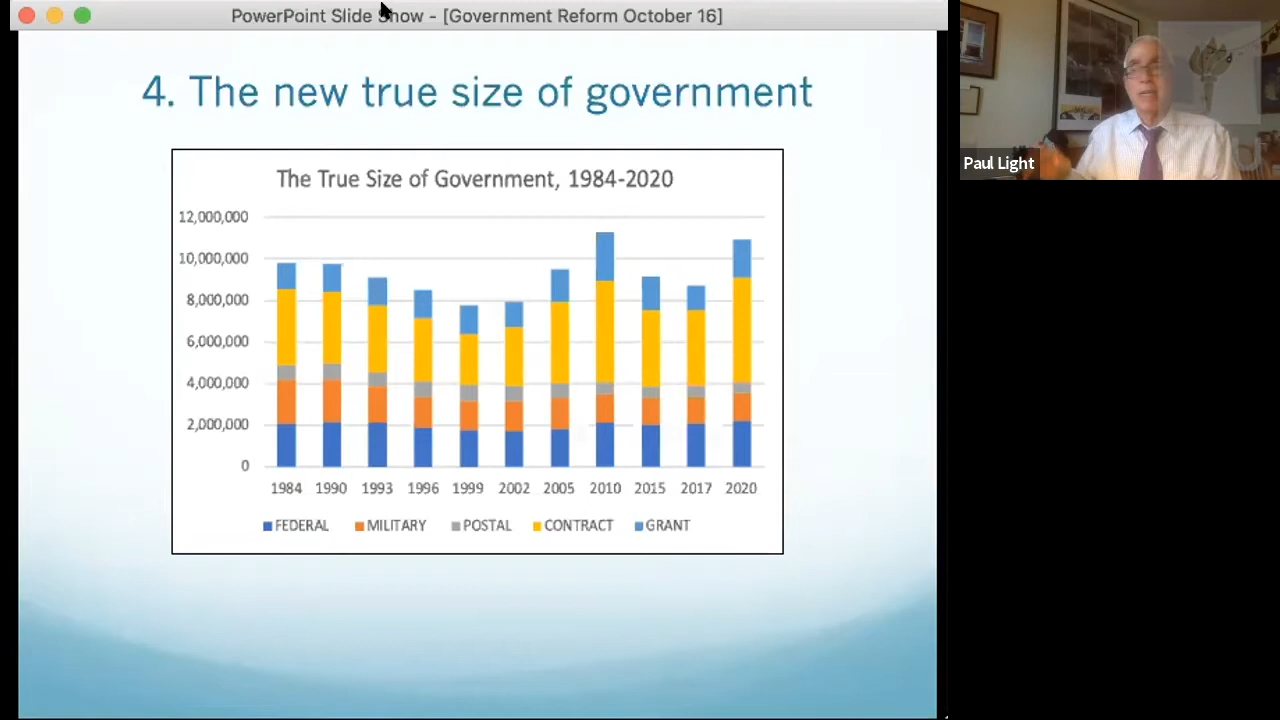 PowerPoint Slide Show - [Government Reform October 16]
4. The new true size of government
The True Size of Government, 1984-2020
12,000,000
10,000,000
8,000,000
6,000,000
4,000,000
2,000,000
0
1984 1990 1993 1996 1999 2002 2005 2010 2015 2017 2020
FEDERAL MILITARY POSTAL CONTRACT GRANT
Paul Light